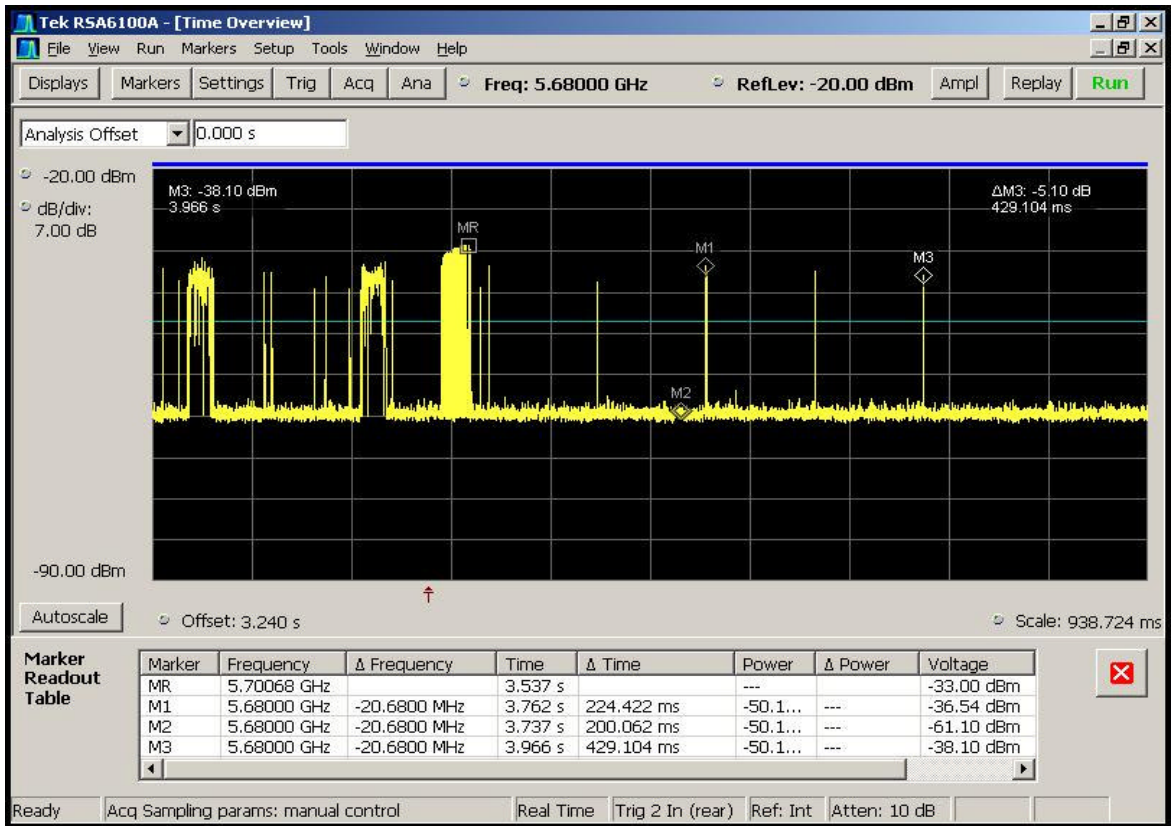 Tek RSA6100A - [Time Overview]
File View Run Markers Setup Tools Window Help
Displays Markers Settings Trig Acq Ana Freq: 5.68000 GHz RefLev: -20.00 dBm Ampl Replay Run
Analysis Offset 0.000 s
-20.00 dBm
dB/div:
7.00 dB
M3: -38.10 dBm
3.966 s
ΔM3: -5.10 dB
429.104 ms
MR
M1
M3
M2
-90.00 dBm
Autoscale Offset: 3.240 s Scale: 938.724 ms
Marker
Readout
Table
Marker Frequency Δ Frequency Time Δ Time Power Δ Power Voltage
MR 5.70068 GHz 3.537 s --- -33.00 dBm
M1 5.68000 GHz -20.6800 MHz 3.762 s 224.422 ms -50.1... --- -36.54 dBm
M2 5.68000 GHz -20.6800 MHz 3.737 s 200.062 ms -50.1... --- -61.10 dBm
M3 5.68000 GHz -20.6800 MHz 3.966 s 429.104 ms -50.1... --- -38.10 dBm
Ready Acq Sampling params: manual control Real Time Trig 2 In (rear) Ref: Int Atten: 10 dB